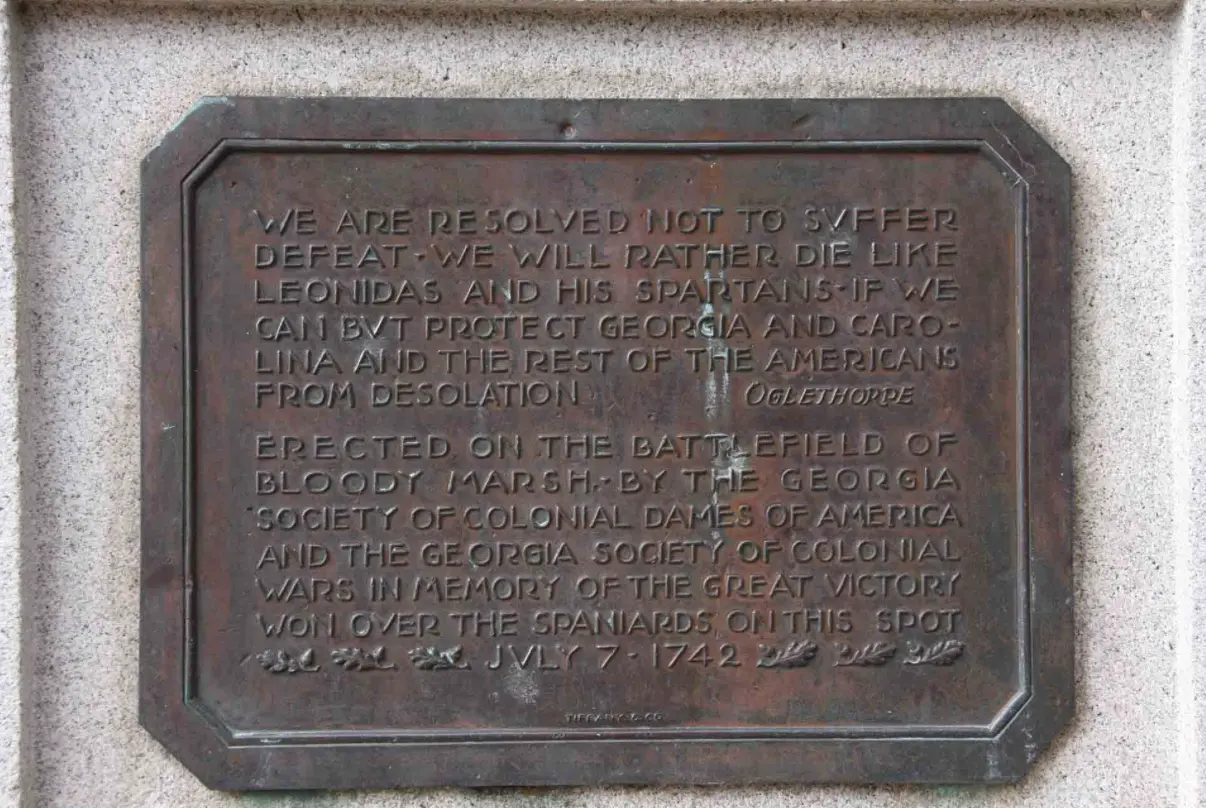 WE ARE RESOLVED NOT TO SVFFER
DEFEAT - WE WILL RATHER DIE LIKE
LEONIDAS AND HIS SPARTANS - IF WE
CAN BVT PROTECT GEORGIA AND CARO-
LINA AND THE REST OF THE AMERICANS
FROM DESOLATION OGLETHORPE
ERECTED ON THE BATTLEFIELD OF
BLOODY MARSH - BY THE GEORGIA
SOCIETY OF COLONIAL DAMES OF AMERICA
AND THE GEORGIA SOCIETY OF COLONIAL
WARS IN MEMORY OF THE GREAT VICTORY
WON OVER THE SPANIARDS ON THIS SPOT
JVLY 7 - 1742
TIFFANY & CO